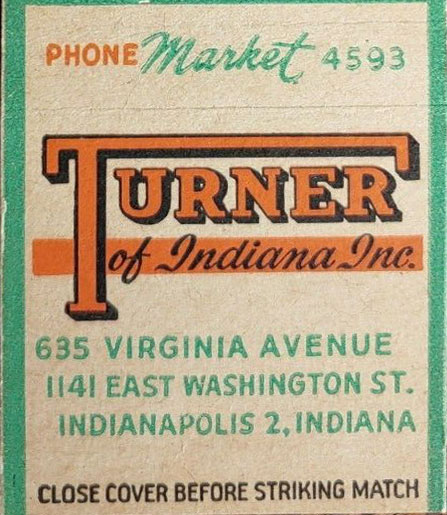 PHONE Market 4593
TURNER
of Indiana Inc.
635 VIRGINIA AVENUE
1141 EAST WASHINGTON ST.
INDIANAPOLIS 2, INDIANA
CLOSE COVER BEFORE STRIKING MATCH